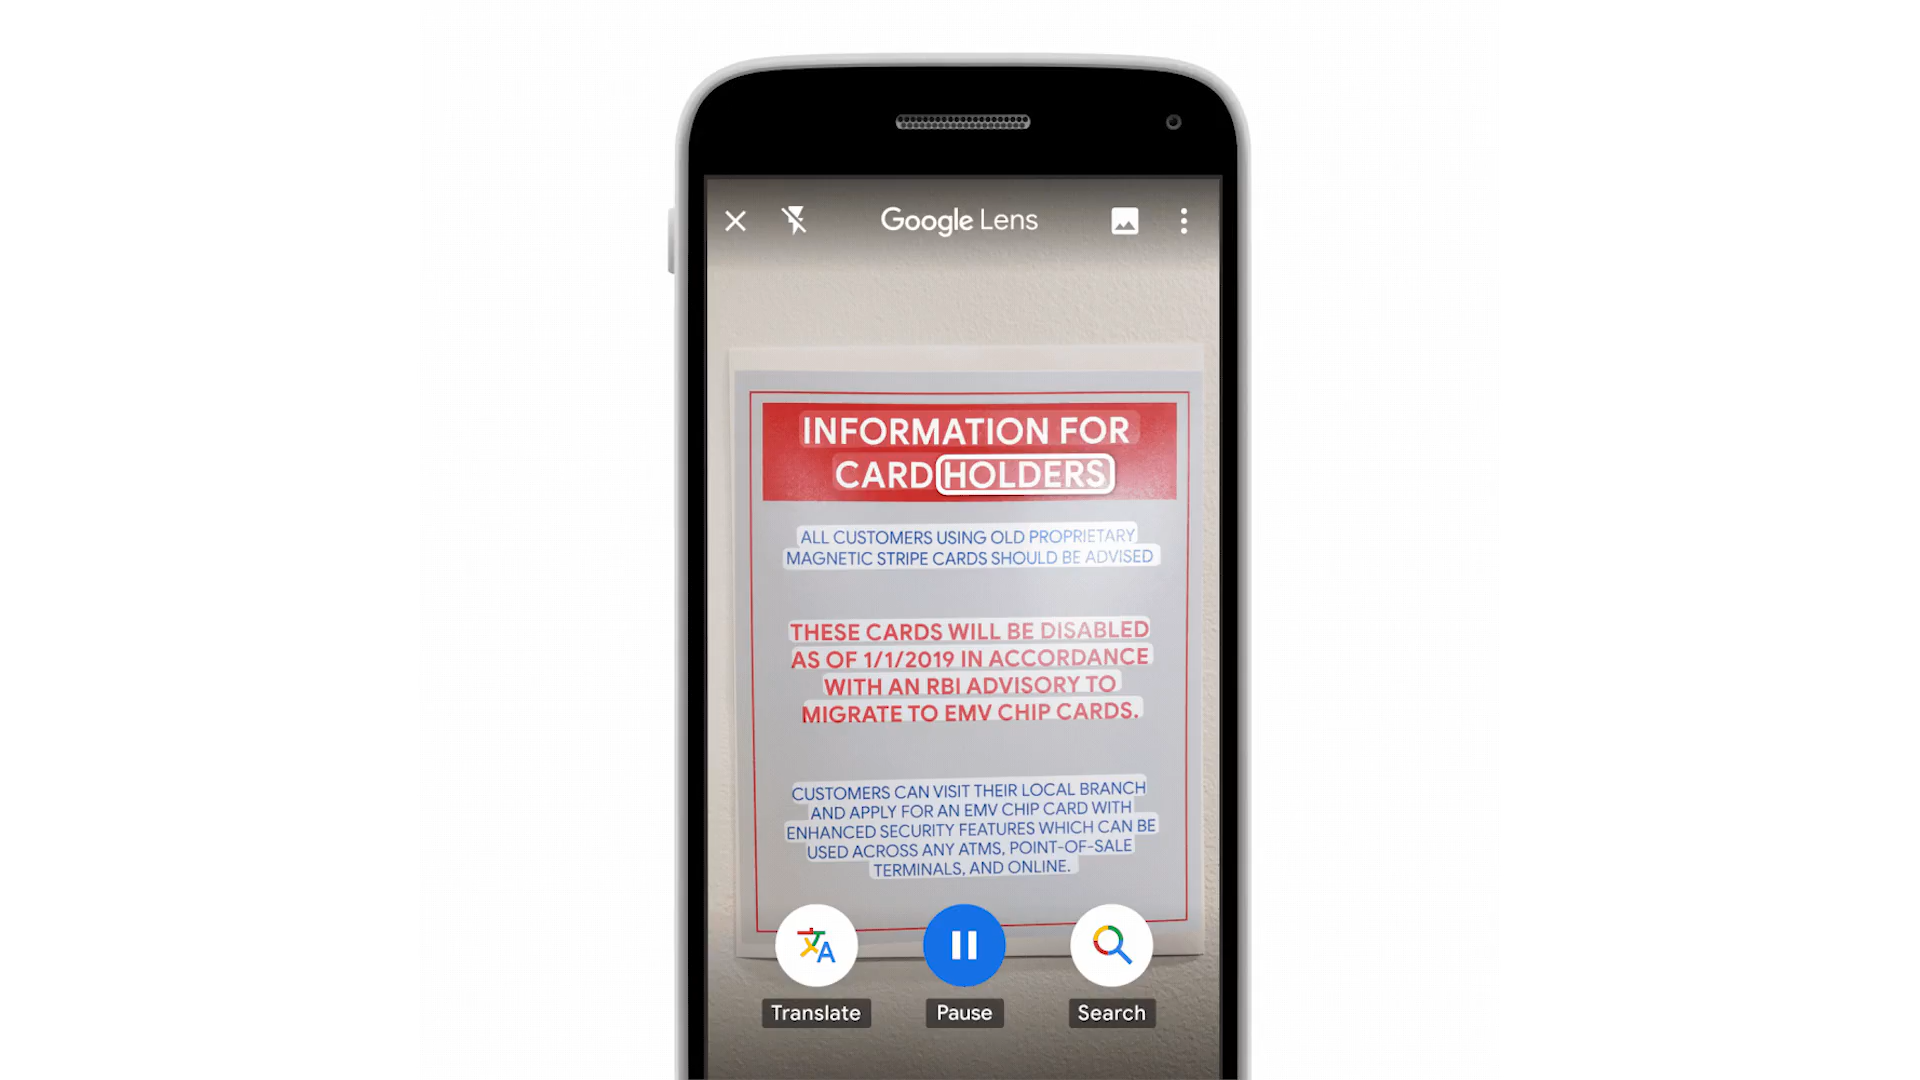 Google Lens
INFORMATION FOR
CARDHOLDERS
ALL CUSTOMERS USING OLD PROPRIETARY
MAGNETIC STRIPE CARDS SHOULD BE ADVISED
THESE CARDS WILL BE DISABLED
AS OF 1/1/2019 IN ACCORDANCE
WITH AN RBI ADVISORY TO
MIGRATE TO EMV CHIP CARDS.
CUSTOMERS CAN VISIT THEIR LOCAL BRANCH
AND APPLY FOR AN EMV CHIP CARD WITH
ENHANCED SECURITY FEATURES WHICH CAN BE
USED ACROSS ANY ATMS, POINT-OF-SALE
TERMINALS, AND ONLINE.
Translate
Pause
Search